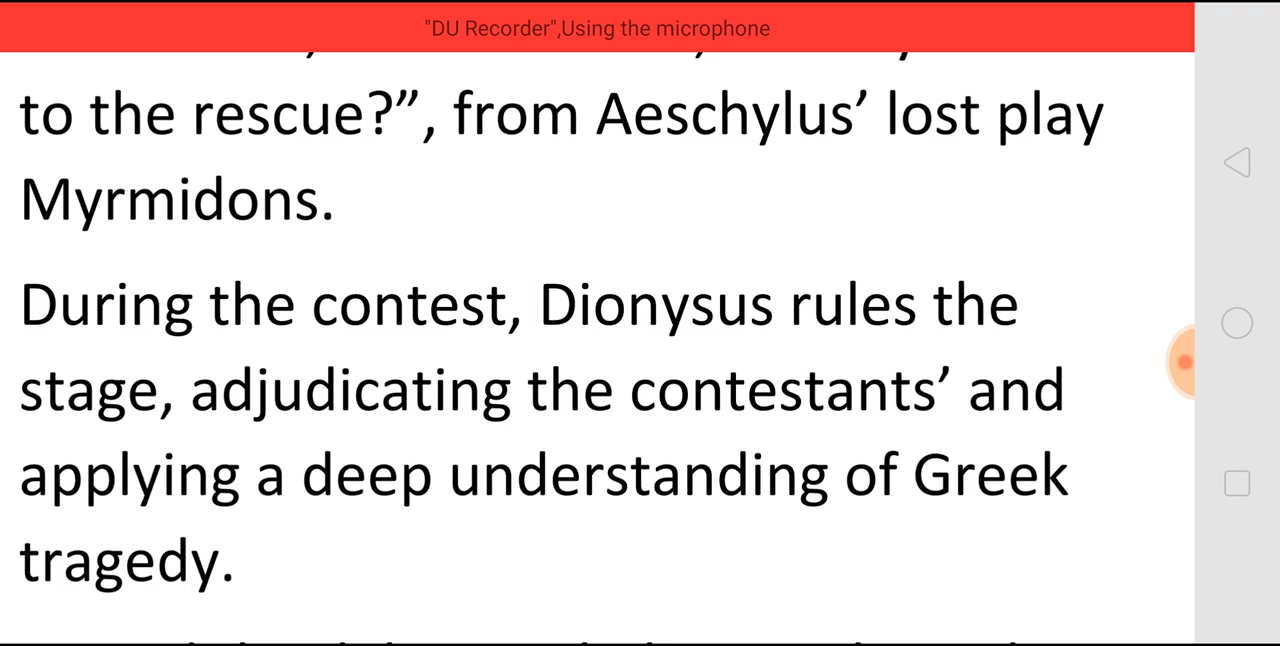 "DU Recorder",Using the microphone
to the rescue?”, from Aeschylus’ lost play
Myrmidons.
During the contest, Dionysus rules the
stage, adjudicating the contestants’ and
applying a deep understanding of Greek
tragedy.